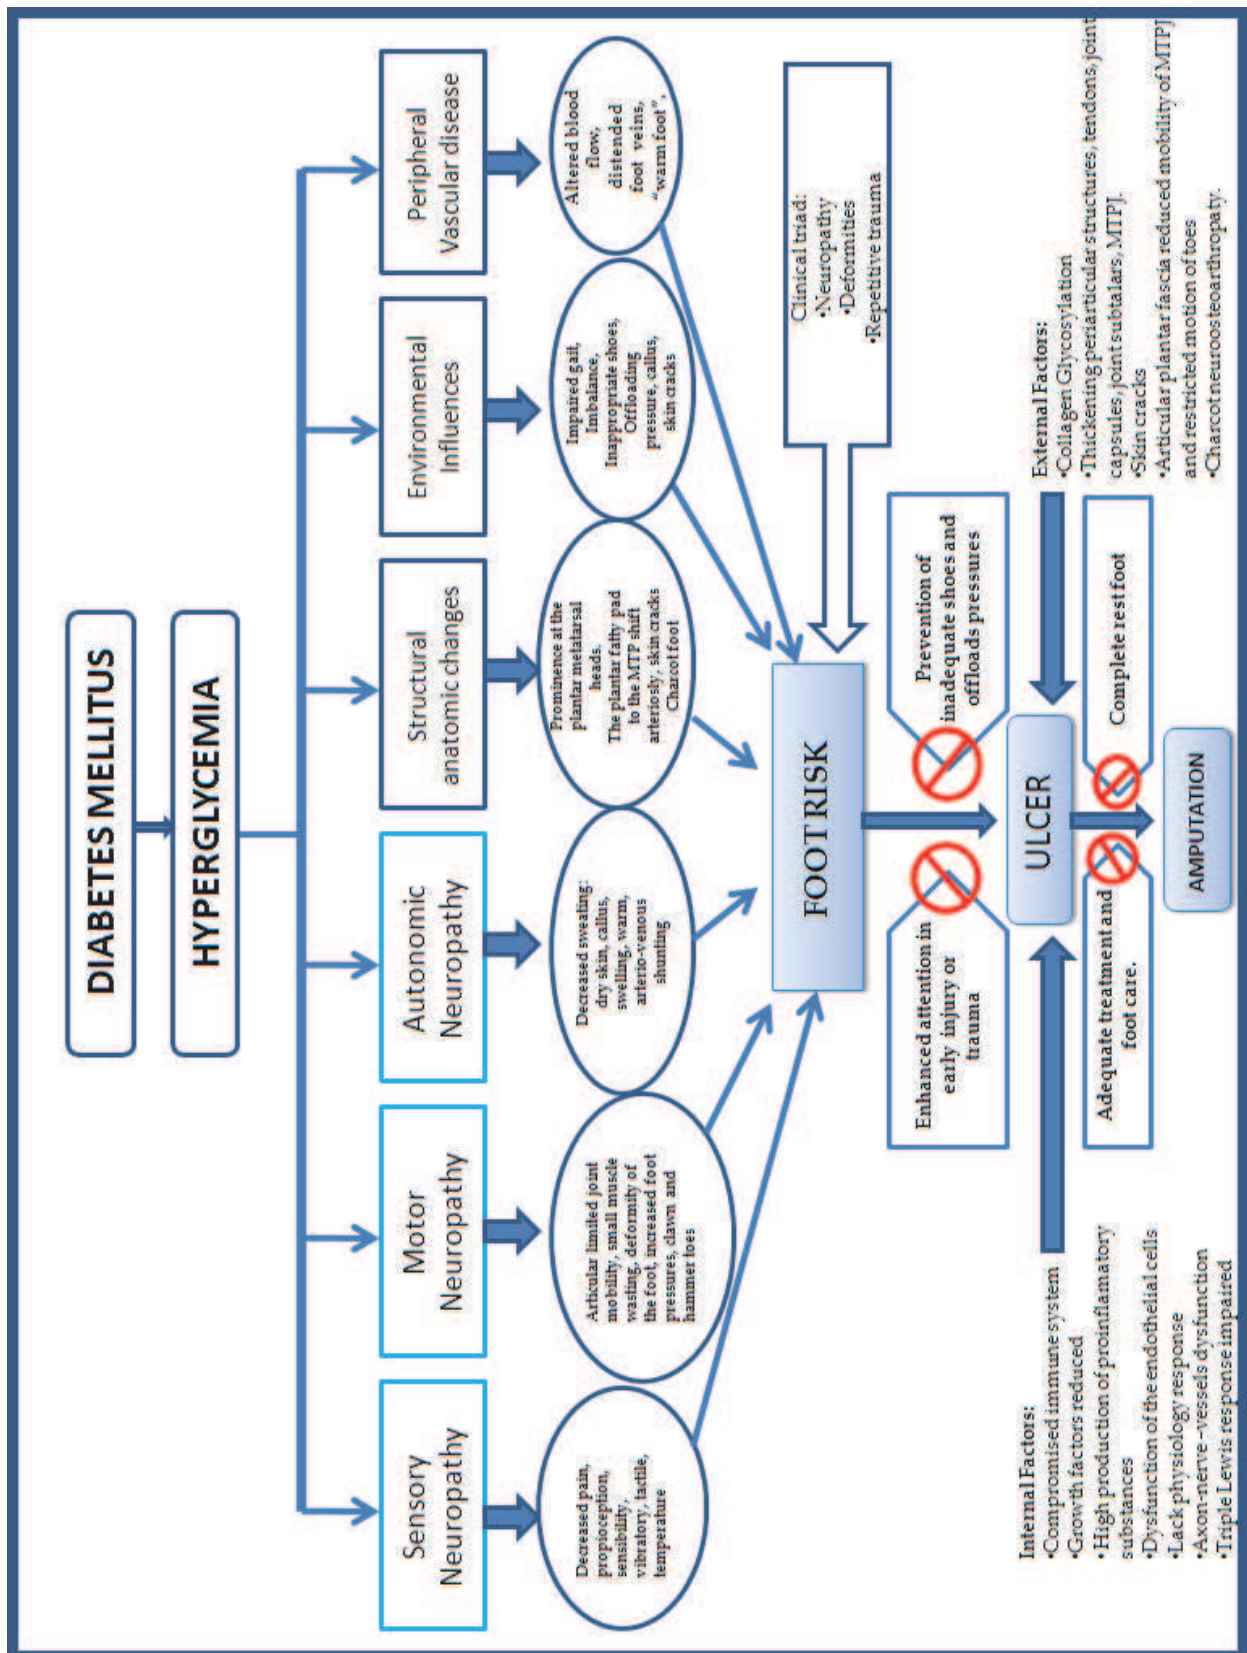 DIABETES MELLITUS
HYPERGLYCEMIA
Sensory
Neuropathy
Motor
Neuropathy
Autonomic
Neuropathy
Structural
anatomic changes
Environmental
Influences
Peripheral
Vascular disease
Decreased pain,
propioception,
sensibility,
vibratory, tactile,
temperature
Articular limited joint
mobility, small muscle
wasting, deformity of
the foot, increased foot
pressures, clawn and
hammer toes
Decreased sweating:
dry skin, callus,
swelling, warm,
arterio-venous
shunting
Prominence at the
plantar metatarsal
heads.
The plantar fatty pad
to the MTP shift
arteriosly, skin cracks
Charcot foot
Impaired gait,
Imbalance,
Inappropriate shoes,
Offloading
pressure, callus,
skin cracks
Altered blood
flow,
distended
foot veins,
"warm foot".
FOOT RISK
Clinical triad:
•Neuropathy
•Deformities
•Repetitive trauma
Enhanced attention in
early injury or
trauma
Prevention of
inadequate shoes and
offloads pressures
Internal Factors:
•Compromised immune system
•Growth factors reduced
•High production of proinflamatory
substances
•Dysfunction of the endothelial cells
•Lack physiology response
•Axon-nerve-vessels dysfunction
•Triple Lewis response impaired
ULCER
External Factors:
•Collagen Glycosylation
•Thickening periarticular structures, tendons, joint
capsules, joint subtalars, MTPJ.
•Skin cracks
•Articular plantar fascia reduced mobility of MTPJ
and restricted motion of toes
•Charcot neuroosteoarthropaty.
Adequate treatment and
foot care.
Complete rest foot
AMPUTATION